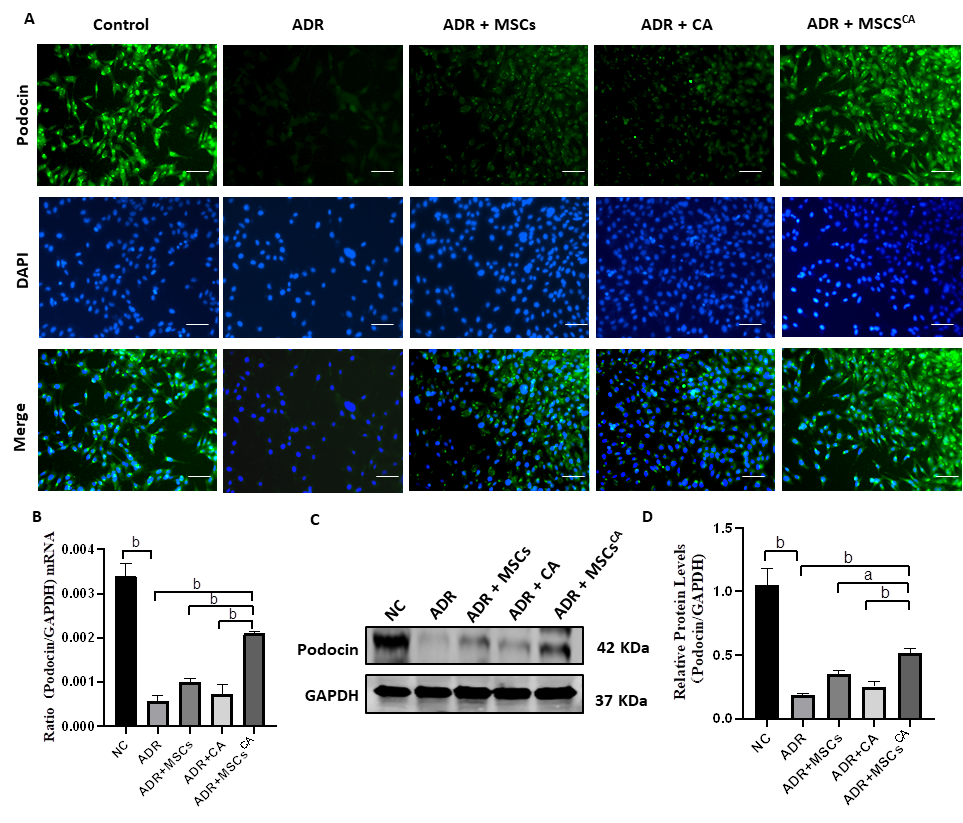 A
Control
ADR
ADR + MSCs
ADR + CA
ADR + MSCS^CA
Podocin
DAPI
Merge
B
Ratio (Podocin/GAPDH) mRNA
0.004
0.003
0.002
0.001
0.000
b
b
b
b
NC
ADR
ADR+MSCs
ADR+CA
ADR+MSCs^CA
C
NC
ADR
ADR + MSCs
ADR + CA
ADR + MSCs^CA
Podocin
42 KDa
GAPDH
37 KDa
D
Relative Protein Levels
(Podocin/GAPDH)
1.5
1.0
0.5
0.0
b
b
a
b
NC
ADR
ADR+MSCs
ADR+CA
ADR+MSCs^CA